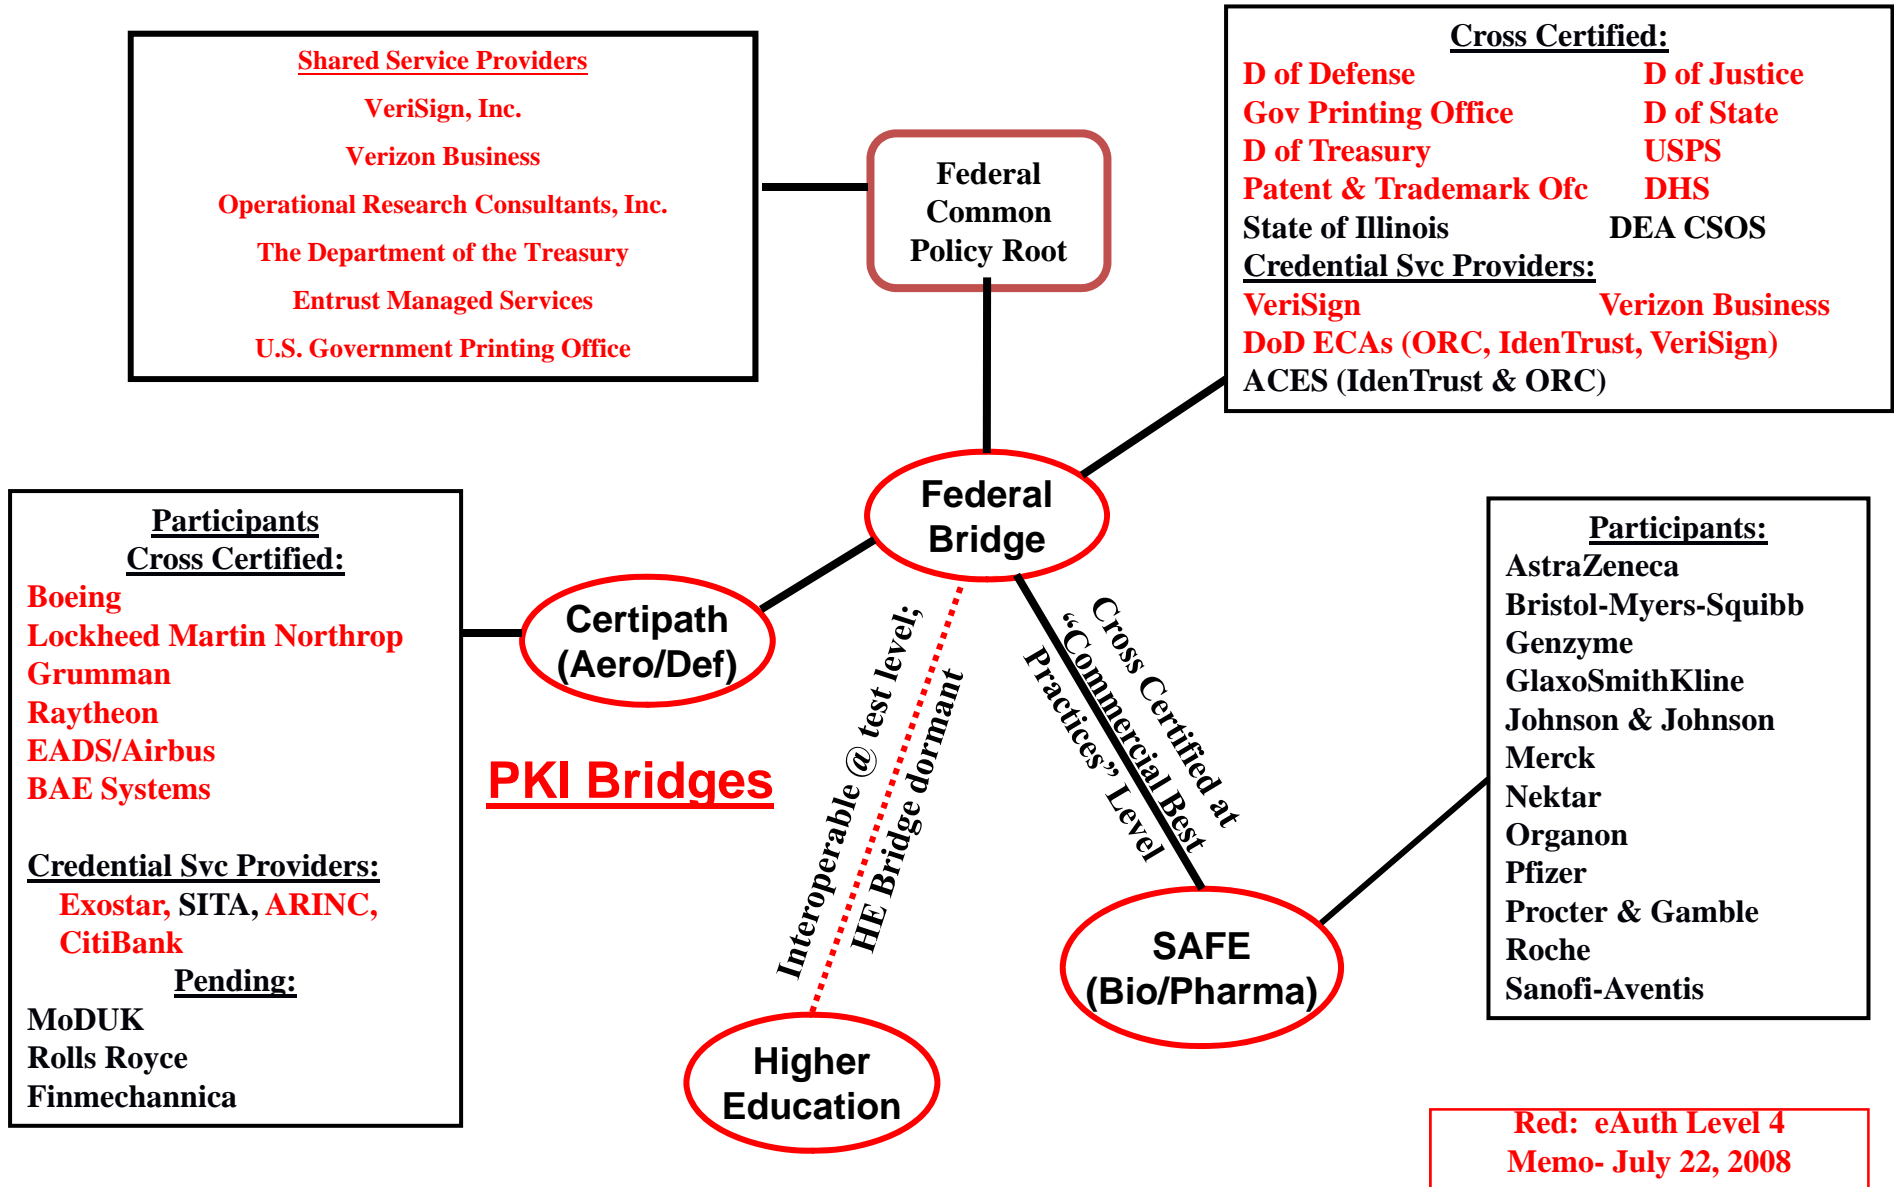 Shared Service Providers
VeriSign, Inc.
Verizon Business
Operational Research Consultants, Inc.
The Department of the Treasury
Entrust Managed Services
U.S. Government Printing Office
Federal
Common
Policy Root
Cross Certified:
D of Defense D of Justice
Gov Printing Office D of State
D of Treasury USPS
Patent & Trademark Ofc DHS
State of Illinois DEA CSOS
Credential Svc Providers:
VeriSign Verizon Business
DoD ECAs (ORC, IdenTrust, VeriSign)
ACES (IdenTrust & ORC)
Federal
Bridge
Participants
Cross Certified:
Boeing
Lockheed Martin Northrop
Grumman
Raytheon
EADS/Airbus
BAE Systems
Credential Svc Providers:
Exostar, SITA, ARINC,
CitiBank
Pending:
MoDUK
Rolls Royce
Finmechannica
Certipath
(Aero/Def)
PKI Bridges
Interoperable @ test level;
HE Bridge dormant
Cross Certified at
“Commercial Best
Practices” Level
Higher
Education
SAFE
(Bio/Pharma)
Participants:
AstraZeneca
Bristol-Myers-Squibb
Genzyme
GlaxoSmithKline
Johnson & Johnson
Merck
Nektar
Organon
Pfizer
Procter & Gamble
Roche
Sanofi-Aventis
Red: eAuth Level 4
Memo- July 22, 2008